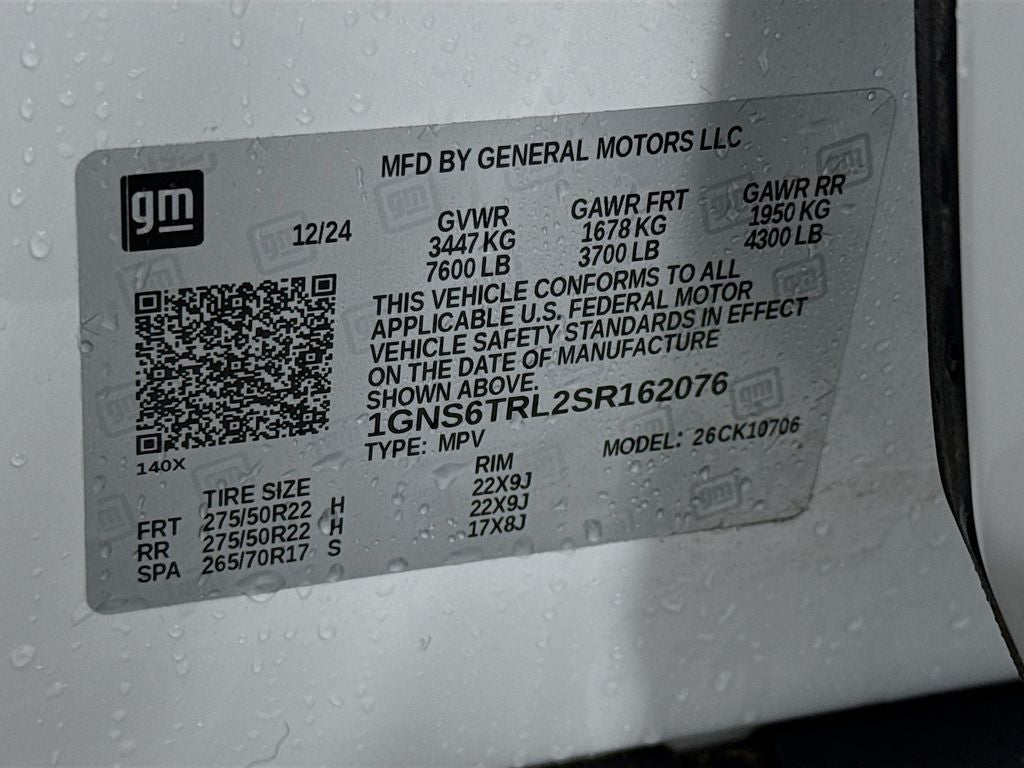 MFD BY GENERAL MOTORS LLC
gm
12/24
GVWR GAWR FRT GAWR RR
3447 KG 1678 KG 1950 KG
7600 LB 3700 LB 4300 LB
THIS VEHICLE CONFORMS TO ALL
APPLICABLE U.S. FEDERAL MOTOR
VEHICLE SAFETY STANDARDS IN EFFECT
ON THE DATE OF MANUFACTURE
SHOWN ABOVE.
1GNS6TRL2SR162076
TYPE: MPV MODEL: 26CK10706
140X
TIRE SIZE RIM
FRT 275/50R22 H 22X9J
RR 275/50R22 H 22X9J
SPA 265/70R17 S 17X8J